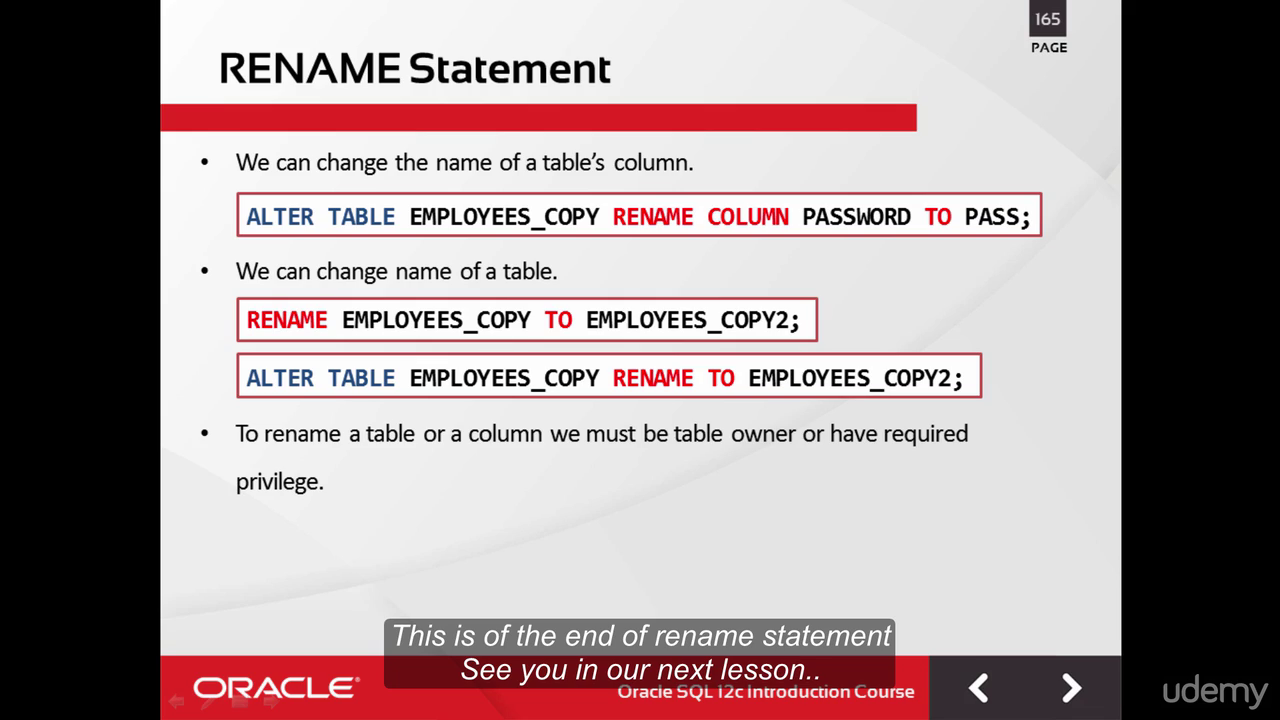 165
PAGE
RENAME Statement
• We can change the name of a table's column.
ALTER TABLE EMPLOYEES_COPY RENAME COLUMN PASSWORD TO PASS;
• We can change name of a table.
RENAME EMPLOYEES_COPY TO EMPLOYEES_COPY2;
ALTER TABLE EMPLOYEES_COPY RENAME TO EMPLOYEES_COPY2;
• To rename a table or a column we must be table owner or have required
privilege.
This is of the end of rename statement
See you in our next lesson..
ORACLE®
Oracle SQL 12c Introduction Course
udemy